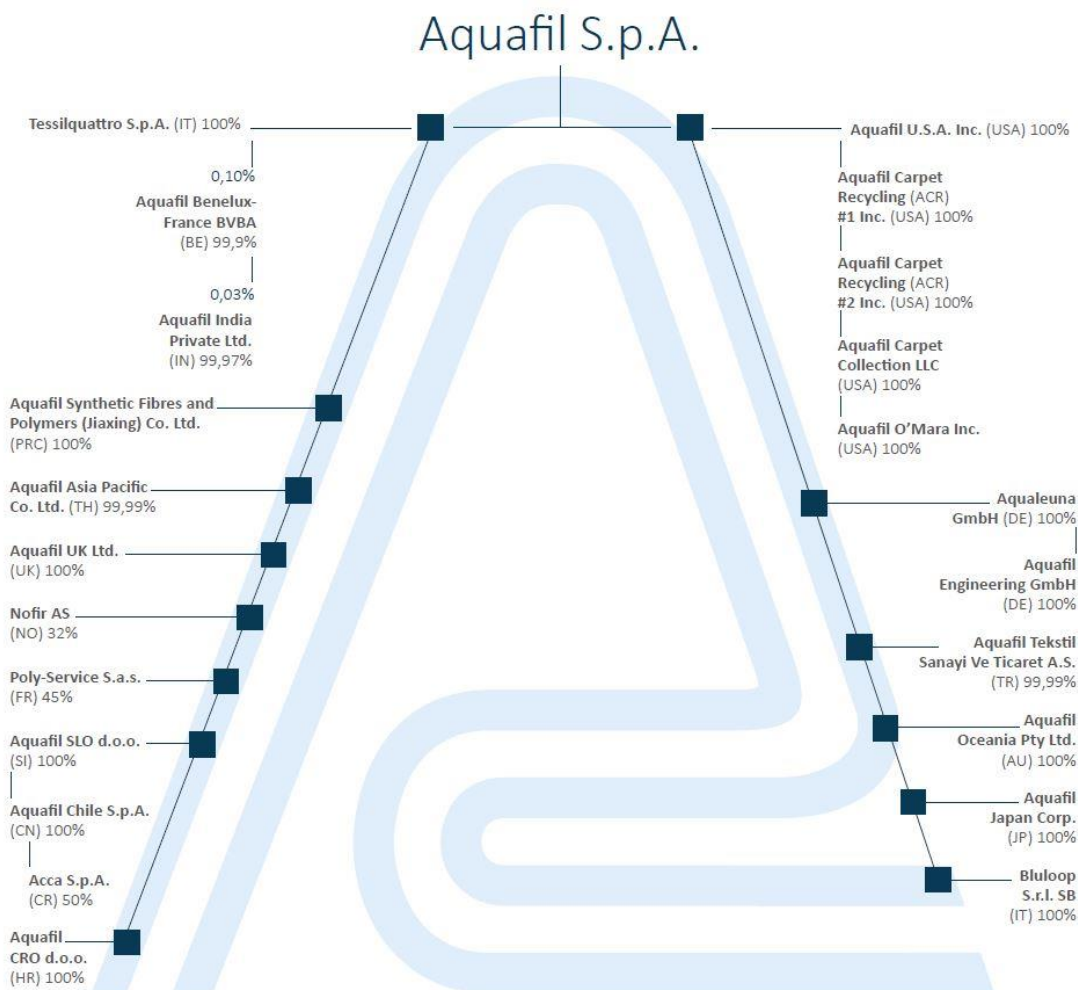 Aquafil S.p.A.
Tessilquattro S.p.A. (IT) 100%
0,10%
Aquafil Benelux-
France BVBA
(BE) 99,9%
0,03%
Aquafil India
Private Ltd.
(IN) 99,97%
Aquafil Synthetic Fibres and
Polymers (Jiaxing) Co. Ltd.
(PRC) 100%
Aquafil Asia Pacific
Co. Ltd. (TH) 99,99%
Aquafil UK Ltd.
(UK) 100%
Nofir AS
(NO) 32%
Poly-Service S.a.s.
(FR) 45%
Aquafil SLO d.o.o.
(SI) 100%
Aquafil Chile S.p.A.
(CN) 100%
Acca S.p.A.
(CR) 50%
Aquafil
CRO d.o.o.
(HR) 100%
Aquafil U.S.A. Inc. (USA) 100%
Aquafil Carpet
Recycling (ACR)
#1 Inc. (USA) 100%
Aquafil Carpet
Recycling (ACR)
#2 Inc. (USA) 100%
Aquafil Carpet
Collection LLC
(USA) 100%
Aquafil O’Mara Inc.
(USA) 100%
Aqualeuna
GmbH (DE) 100%
Aquafil
Engineering GmbH
(DE) 100%
Aquafil Tekstil
Sanayi Ve Ticaret A.S.
(TR) 99,99%
Aquafil
Oceania Pty Ltd.
(AU) 100%
Aquafil
Japan Corp.
(JP) 100%
Bluloop
S.r.l. SB
(IT) 100%